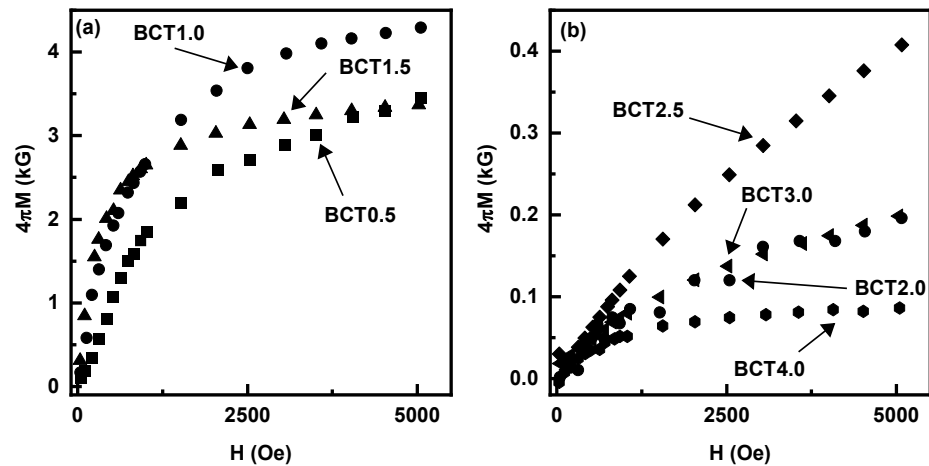 (a)
BCT1.0
BCT1.5
BCT0.5
4
3
2
1
0
4πM (kG)
0
2500
5000
H (Oe)
(b)
BCT2.5
BCT3.0
BCT2.0
BCT4.0
0.4
0.3
0.2
0.1
0.0
4πM (kG)
0
2500
5000
H (Oe)